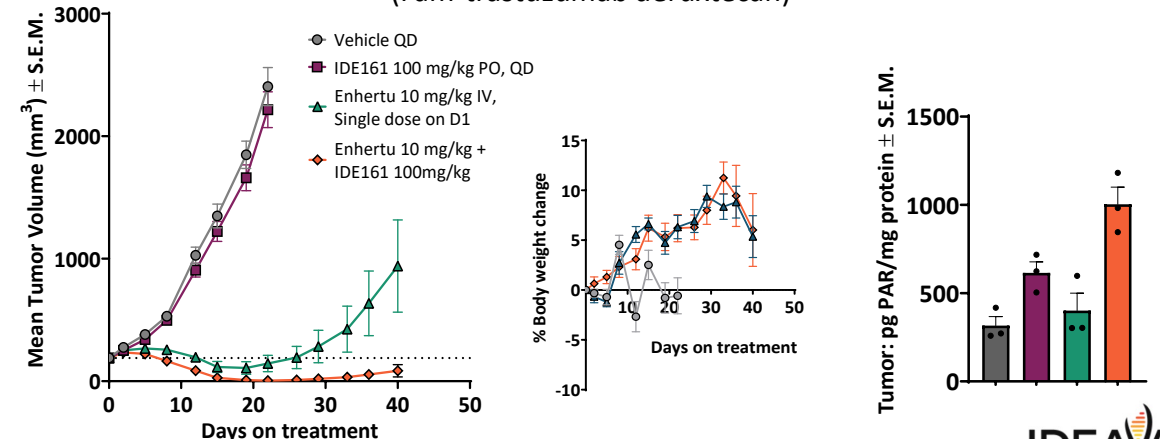 (Fam-trastuzumab deruxtecan)
Mean Tumor Volume (mm³) ± S.E.M.
3000
2000
1000
0
0 10 20 30 40 50
Days on treatment
Vehicle QD
IDE161 100 mg/kg PO, QD
Enhertu 10 mg/kg IV,
Single dose on D1
Enhertu 10 mg/kg +
IDE161 100mg/kg
% Body weight change
15
10
5
0
-5
-10
10 20 30 40 50
Days on treatment
Tumor: pg PAR/mg protein ± S.E.M.
1500
1000
500
0